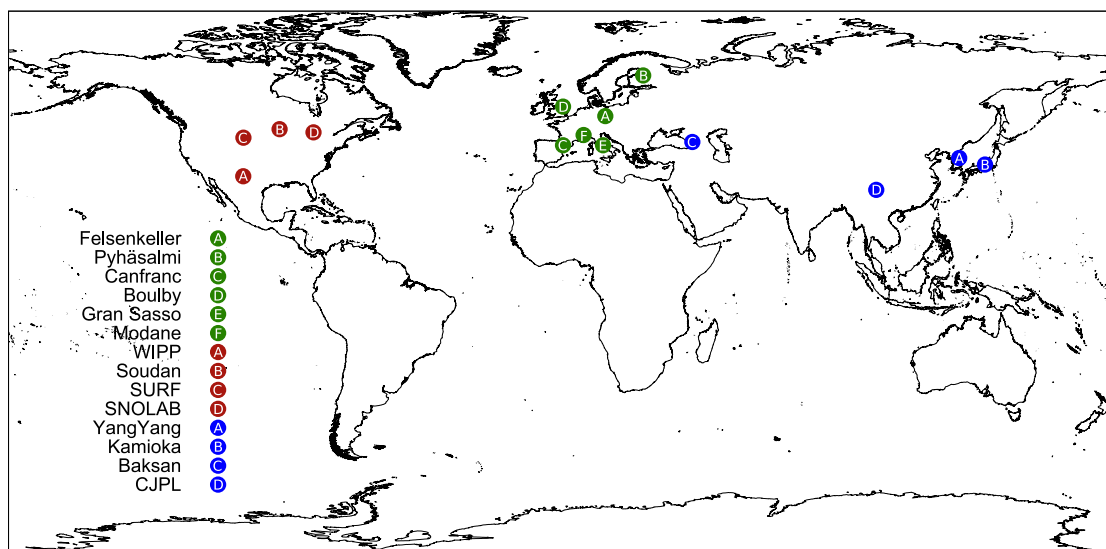 B
D
A
F
C
E
C
A
B
D
C
B
D
A
Felsenkeller A
Pyhäsalmi B
Canfranc C
Boulby D
Gran Sasso E
Modane F
WIPP A
Soudan B
SURF C
SNOLAB D
YangYang A
Kamioka B
Baksan C
CJPL D